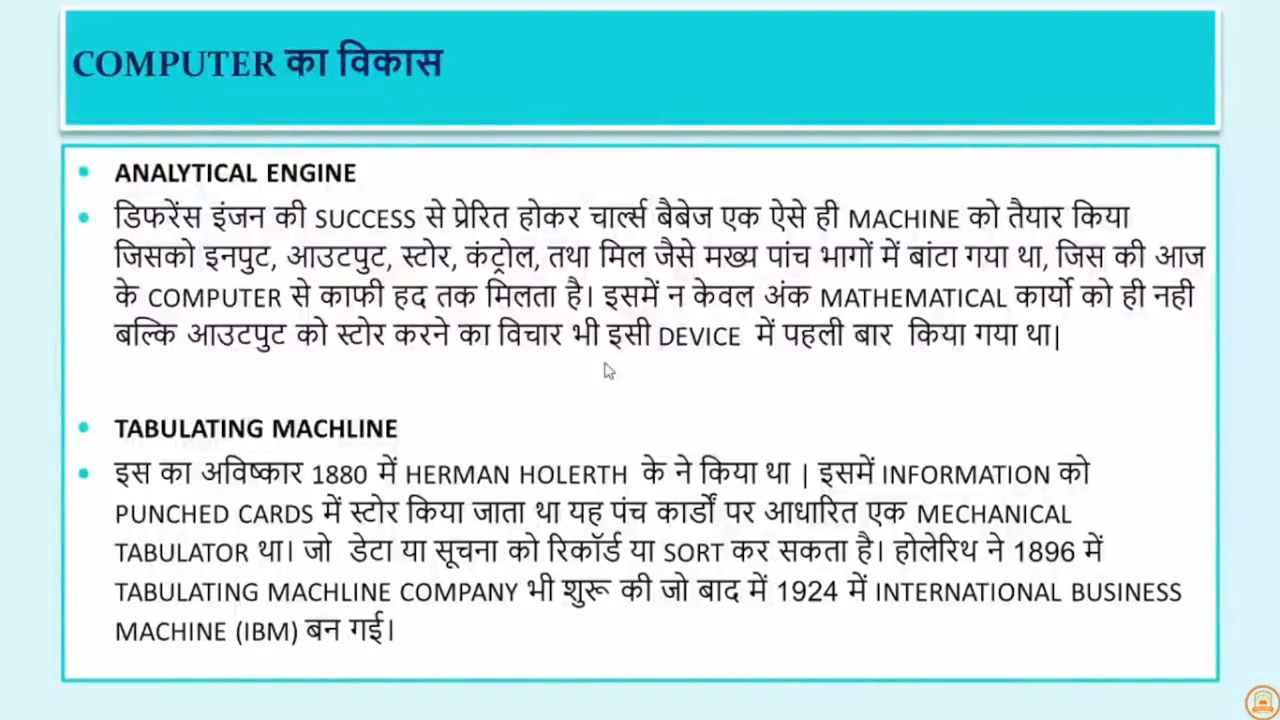 COMPUTER का विकास
ANALYTICAL ENGINE
डिफरेंस इंजन की SUCCESS से प्रेरित होकर चार्ल्स बैबेज एक ऐसे ही MACHINE को तैयार किया
जिसको इनपुट, आउटपुट, स्टोर, कंट्रोल, तथा मिल जैसे मख्य पांच भागों में बांटा गया था, जिस की आज
के COMPUTER से काफी हद तक मिलता है। इसमें न केवल अंक MATHEMATICAL कार्यो को ही नही
बल्कि आउटपुट को स्टोर करने का विचार भी इसी DEVICE में पहली बार किया गया था|
TABULATING MACHLINE
इस का अविष्कार 1880 में HERMAN HOLERTH के ने किया था | इसमें INFORMATION को
PUNCHED CARDS में स्टोर किया जाता था यह पंच कार्डों पर आधारित एक MECHANICAL
TABULATOR था। जो डेटा या सूचना को रिकॉर्ड या SORT कर सकता है। होलेरिथ ने 1896 में
TABULATING MACHLINE COMPANY भी शुरू की जो बाद में 1924 में INTERNATIONAL BUSINESS
MACHINE (IBM) बन गई।